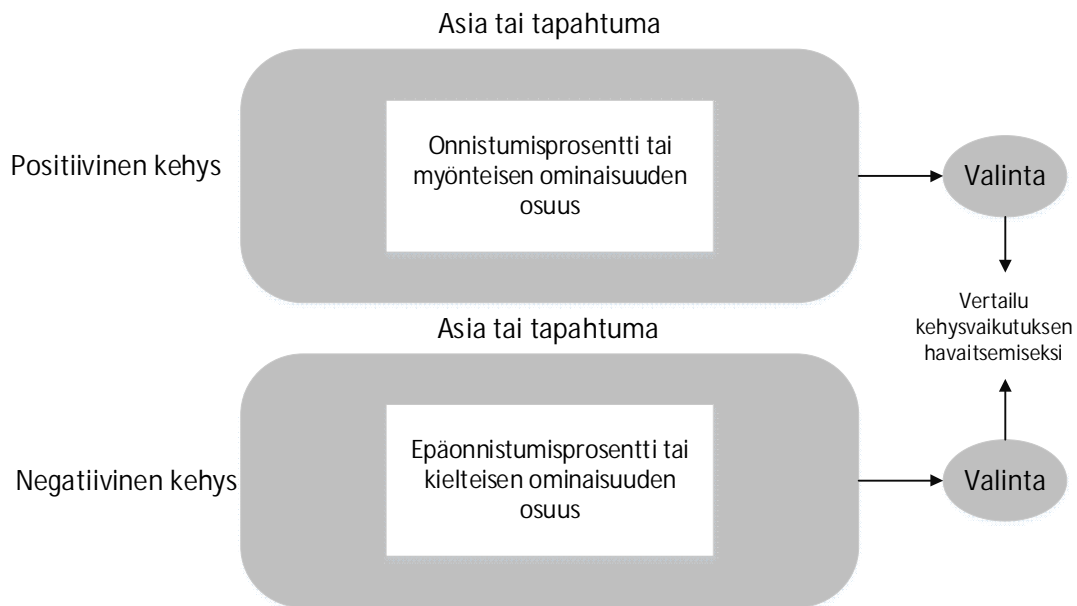 Asia tai tapahtuma
Positiivinen kehys
Onnistumisprosentti tai
myönteisen ominaisuuden
osuus
Valinta
Vertailu
kehysvaikutuksen
havaitsemiseksi
Asia tai tapahtuma
Negatiivinen kehys
Epäonnistumisprosentti tai
kielteisen ominaisuuden
osuus
Valinta